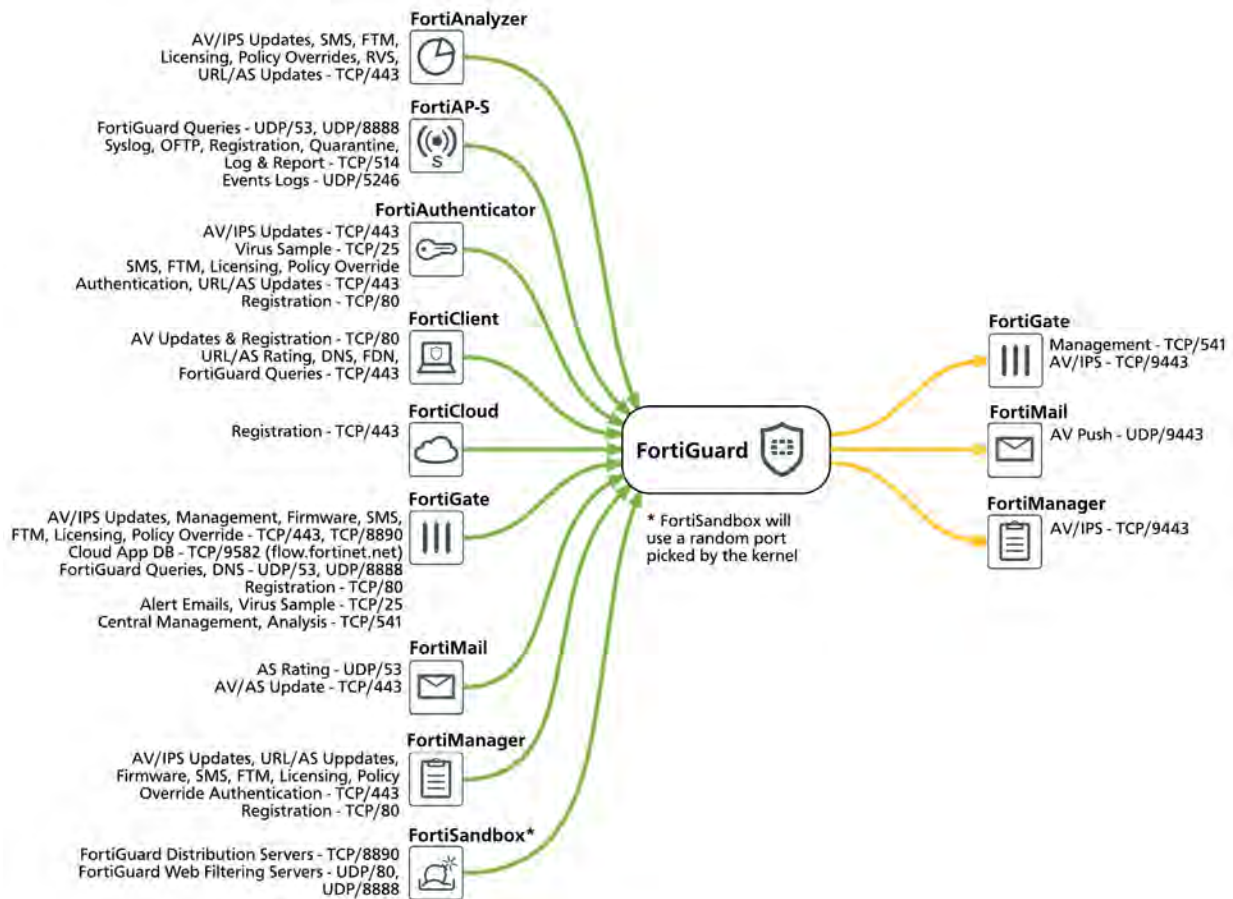 FortiAnalyzer
AV/IPS Updates, SMS, FTM,
Licensing, Policy Overrides, RVS,
URL/AS Updates - TCP/443
FortiAP-S
FortiGuard Queries - UDP/53, UDP/8888
Syslog, OFTP, Registration, Quarantine,
Log & Report - TCP/514
Events Logs - UDP/5246
S
FortiAuthenticator
AV/IPS Updates - TCP/443
Virus Sample - TCP/25
SMS, FTM, Licensing, Policy Override
Authentication, URL/AS Updates - TCP/443
Registration - TCP/80
FortiClient
AV Updates & Registration - TCP/80
URL/AS Rating, DNS, FDN,
FortiGuard Queries - TCP/443
FortiCloud
Registration - TCP/443
FortiGate
AV/IPS Updates, Management, Firmware, SMS,
FTM, Licensing, Policy Override - TCP/443, TCP/8890
Cloud App DB - TCP/9582 (flow.fortinet.net)
FortiGuard Queries, DNS - UDP/53, UDP/8888
Registration - TCP/80
Alert Emails, Virus Sample - TCP/25
Central Management, Analysis - TCP/541
FortiMail
AS Rating - UDP/53
AV/AS Update - TCP/443
FortiManager
AV/IPS Updates, URL/AS Uppdates,
Firmware, SMS, FTM, Licensing, Policy
Override Authentication - TCP/443
Registration - TCP/80
FortiSandbox*
FortiGuard Distribution Servers - TCP/8890
FortiGuard Web Filtering Servers - UDP/80,
UDP/8888
FortiGuard
* FortiSandbox will
use a random port
picked by the kernel
FortiGate
Management - TCP/541
AV/IPS - TCP/9443
FortiMail
AV Push - UDP/9443
FortiManager
AV/IPS - TCP/9443